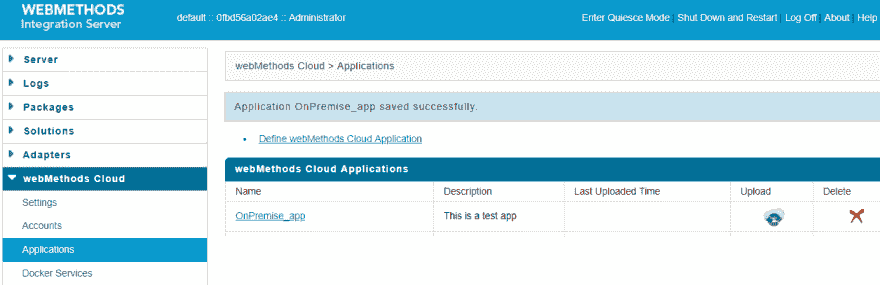 WEBMETHODS
Integration Server
default :: 0fbd56a02ae4 :: Administrator
Enter Quiesce Mode | Shut Down and Restart | Log Off | About | Help
Server
Logs
Packages
Solutions
Adapters
webMethods Cloud
Settings
Accounts
Applications
Docker Services
webMethods Cloud > Applications
Application OnPremise_app saved successfully.
Define webMethods Cloud Application
webMethods Cloud Applications
Name Description Last Uploaded Time Upload Delete
OnPremise_app This is a test app